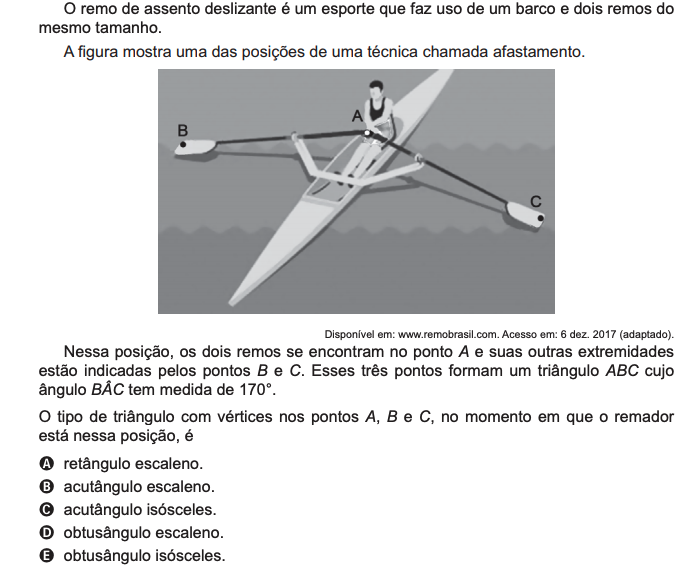 O remo de assento deslizante é um esporte que faz uso de um barco e dois remos do
mesmo tamanho.
A figura mostra uma das posições de uma técnica chamada afastamento.
A
B
C
Disponível em: www.remobrasil.com. Acesso em: 6 dez. 2017 (adaptado).
Nessa posição, os dois remos se encontram no ponto A e suas outras extremidades
estão indicadas pelos pontos B e C. Esses três pontos formam um triângulo ABC cujo
ângulo BÂC tem medida de 170°.
O tipo de triângulo com vértices nos pontos A, B e C, no momento em que o remador
está nessa posição, é
A retângulo escaleno.
B acutângulo escaleno.
C acutângulo isósceles.
D obtusângulo escaleno.
E obtusângulo isósceles.